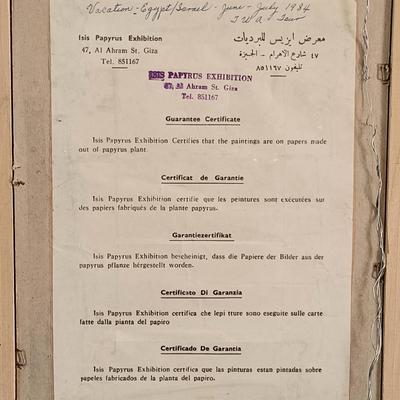 Vacation - Egypt/Israel - June - July 1984
TWA Tour
Isis Papyrus Exhibition
47, Al Ahram St. Giza
Tel. 851167
معرض ايزيس للبرديات
٤٧ شارع الاهرام - الجيزة
تليفون ٨٥١١٦٧
ISIS PAPYRUS EXHIBITION
47, Al Ahram St. Giza
Tel. 851167
Guarantee Certificate
Isis Papyrus Exhibition Certifies that the paintings are on papers made
out of papyrus plant.
Certificat de Garantie
Isis Papyrus Exhibition certifie que les peintures sont exécutées sur
des papiers fabriqués de la plante papyrus.
Garantiezertifikat
Isis Papyrus Exhibition bescheinigt, dass die Papiere der Bilder aus der
papyrus pflanze hërgestellt worden.
Certificato Di Garanzia
Isis Papyrus Exhibition certifica che lepi tture sono eseguite sulle carte
fatte dalla pianta del papiro
Certificado De Garantia
Isis Papyrus Exhibition certifica que las pinturas estan pintadas sobre
papeles fabricados de la planta del papiro.